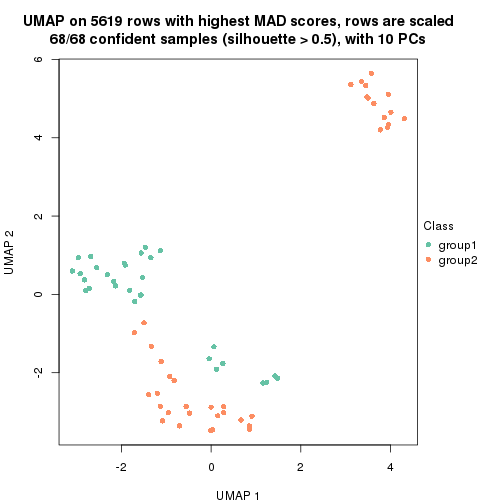 UMAP on 5619 rows with highest MAD scores, rows are scaled
68/68 confident samples (silhouette > 0.5), with 10 PCs
6
4
2
0
-2
UMAP 2
-2
0
2
4
UMAP 1
Class
group1
group2